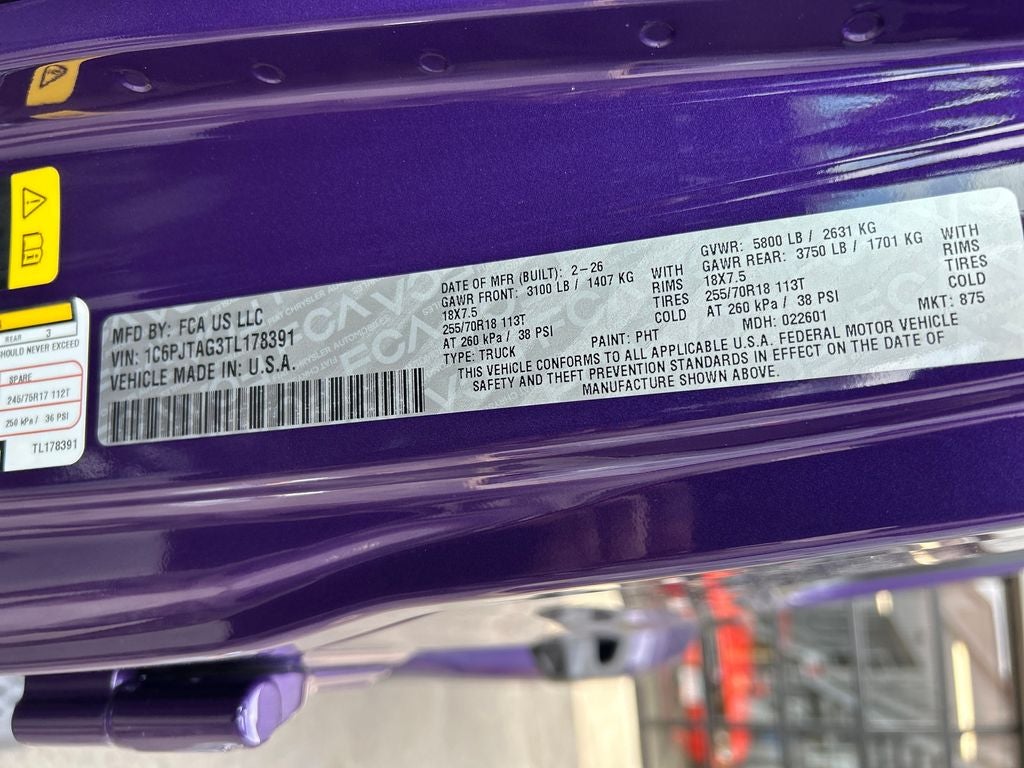 MFD BY: FCA US LLC
VIN: 1C6PJTAG3TL178391
VEHICLE MADE IN: U.S.A.
DATE OF MFR (BUILT): 2-26
GAWR FRONT: 3100 LB / 1407 KG WITH
18X7.5 RIMS
255/70R18 113T TIRES
AT 260 kPa / 38 PSI COLD
TYPE: TRUCK
PAINT: PHT
GVWR: 5800 LB / 2631 KG
GAWR REAR: 3750 LB / 1701 KG WITH
18X7.5 RIMS
255/70R18 113T TIRES
AT 260 kPa / 38 PSI COLD
MDH: 022601
MKT: 875
THIS VEHICLE CONFORMS TO ALL APPLICABLE U.S.A. FEDERAL MOTOR VEHICLE
SAFETY AND THEFT PREVENTION STANDARDS IN EFFECT ON THE DATE OF
MANUFACTURE SHOWN ABOVE.
REAR 3
SHOULD NEVER EXCEED
SPARE
245/75R17 112T
250 kPa / 36 PSI
TL178391